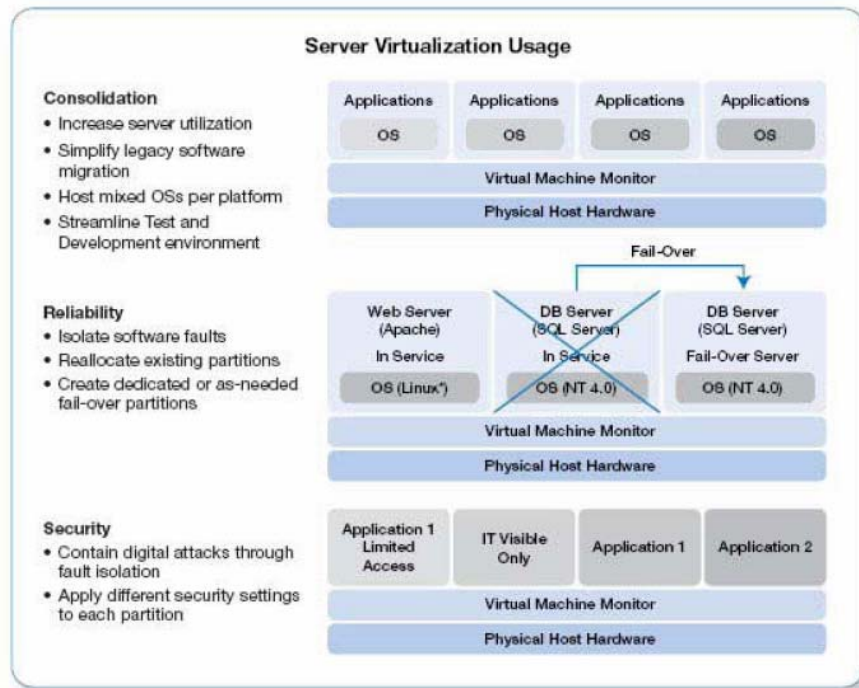 Server Virtualization Usage
Consolidation
• Increase server utilization
• Simplify legacy software
migration
• Host mixed OSs per platform
• Streamline Test and
Development environment
Applications Applications Applications Applications
OS OS OS OS
Virtual Machine Monitor
Physical Host Hardware
Fail-Over
Reliability
• Isolate software faults
• Reallocate existing partitions
• Create dedicated or as-needed
fail-over partitions
Web Server
(Apache)
In Service
OS (Linux*)
DB Server
(SQL Server)
In Service
OS (NT 4.0)
DB Server
(SQL Server)
Fail-Over Server
OS (NT 4.0)
Virtual Machine Monitor
Physical Host Hardware
Security
• Contain digital attacks through
fault isolation
• Apply different security settings
to each partition
Application 1
Limited
Access
IT Visible
Only
Application 1
Application 2
Virtual Machine Monitor
Physical Host Hardware